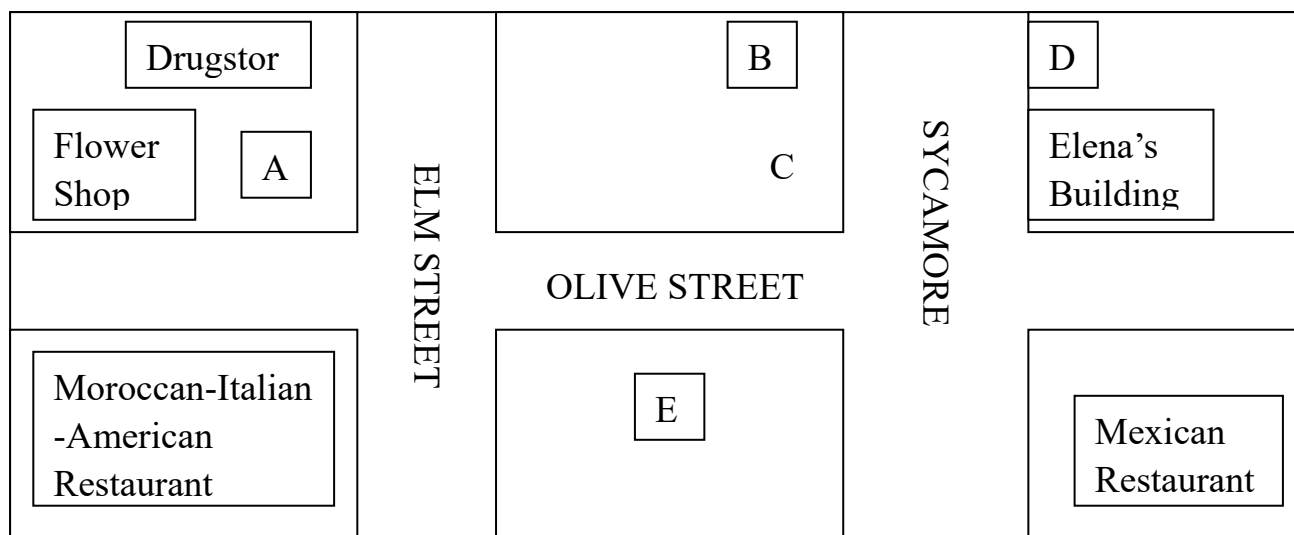 Drugstor
B
D
Flower
Shop
A
ELM STREET
C
SYCAMORE
Elena’s
Building
OLIVE STREET
Moroccan-Italian
-American
Restaurant
E
Mexican
Restaurant